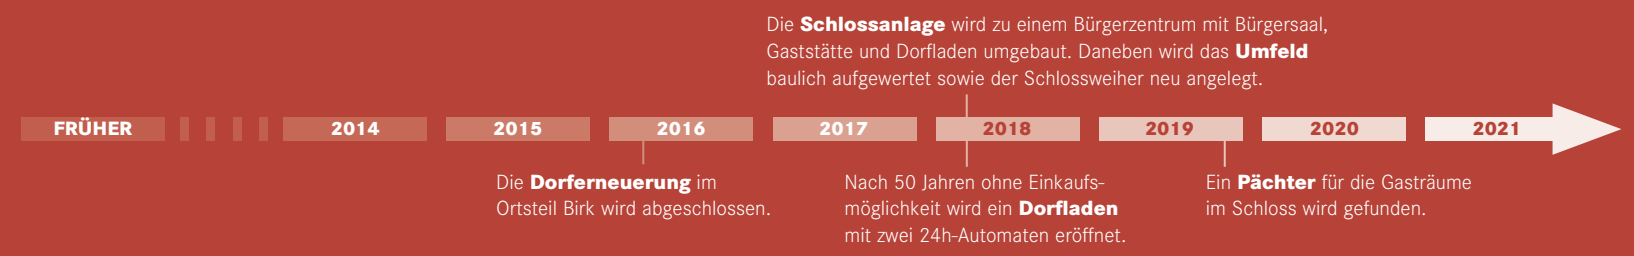 Die Schlossanlage wird zu einem Bürgerzentrum mit Bürgersaal,
Gaststätte und Dorfladen umgebaut. Daneben wird das Umfeld
baulich aufgewertet sowie der Schlossweiher neu angelegt.
FRÜHER 2014 2015 2016 2017 2018 2019 2020 2021
Die Dorferneuerung im
Ortsteil Birk wird abgeschlossen.
Nach 50 Jahren ohne Einkaufs-
möglichkeit wird ein Dorfladen
mit zwei 24h-Automaten eröffnet.
Ein Pächter für die Gasträume
im Schloss wird gefunden.